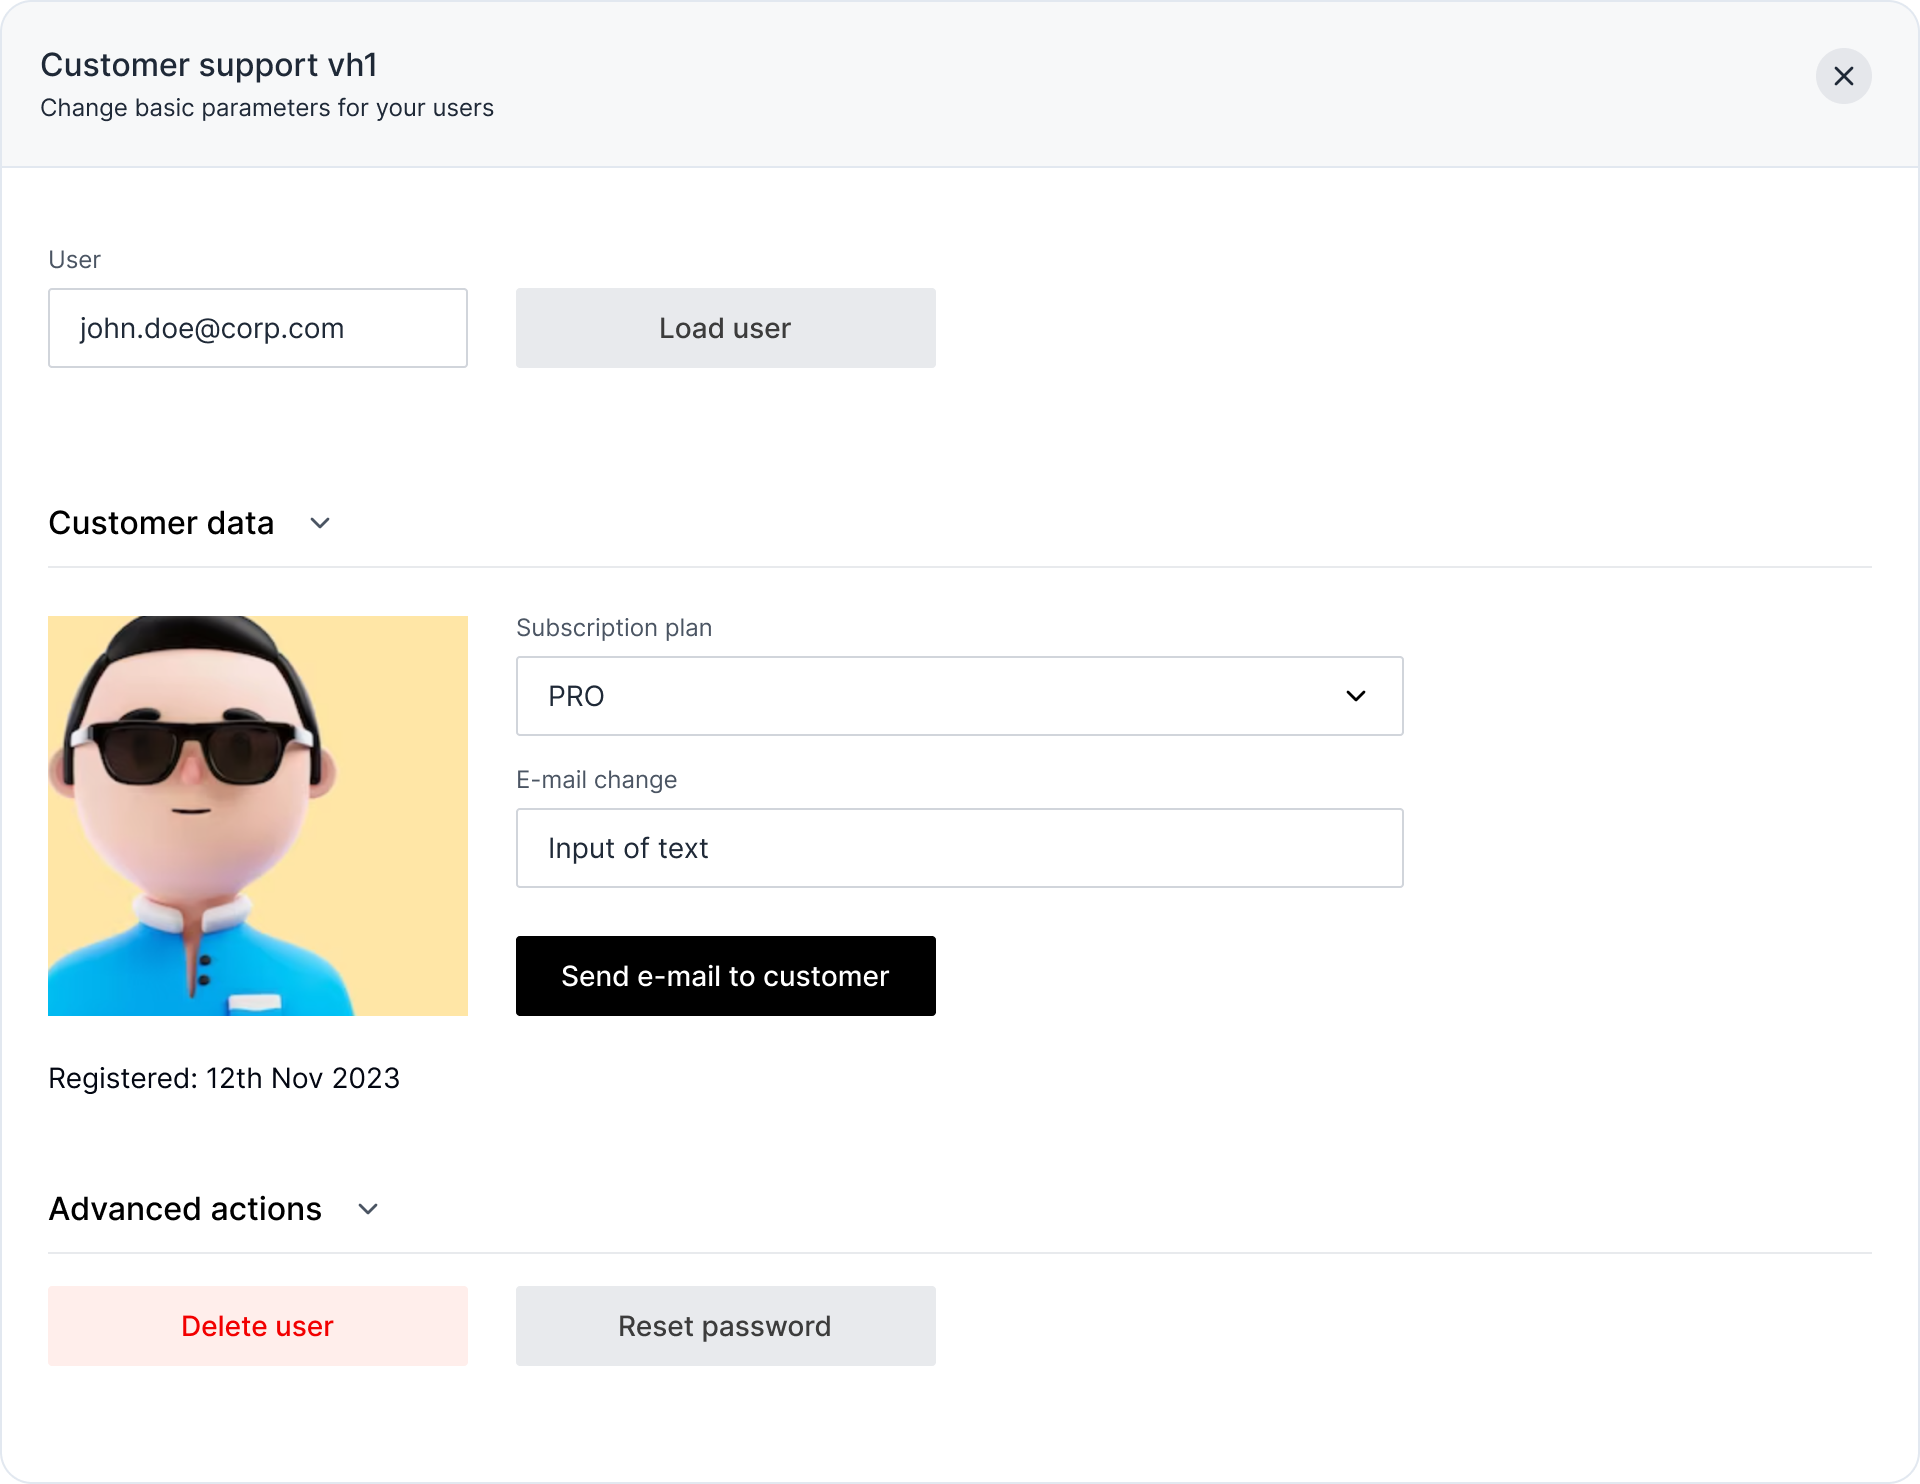 Customer support vh1
Change basic parameters for your users
User
john.doe@corp.com
Load user
Customer data
Subscription plan
PRO
E-mail change
Input of text
Send e-mail to customer
Registered: 12th Nov 2023
Advanced actions
Delete user
Reset password